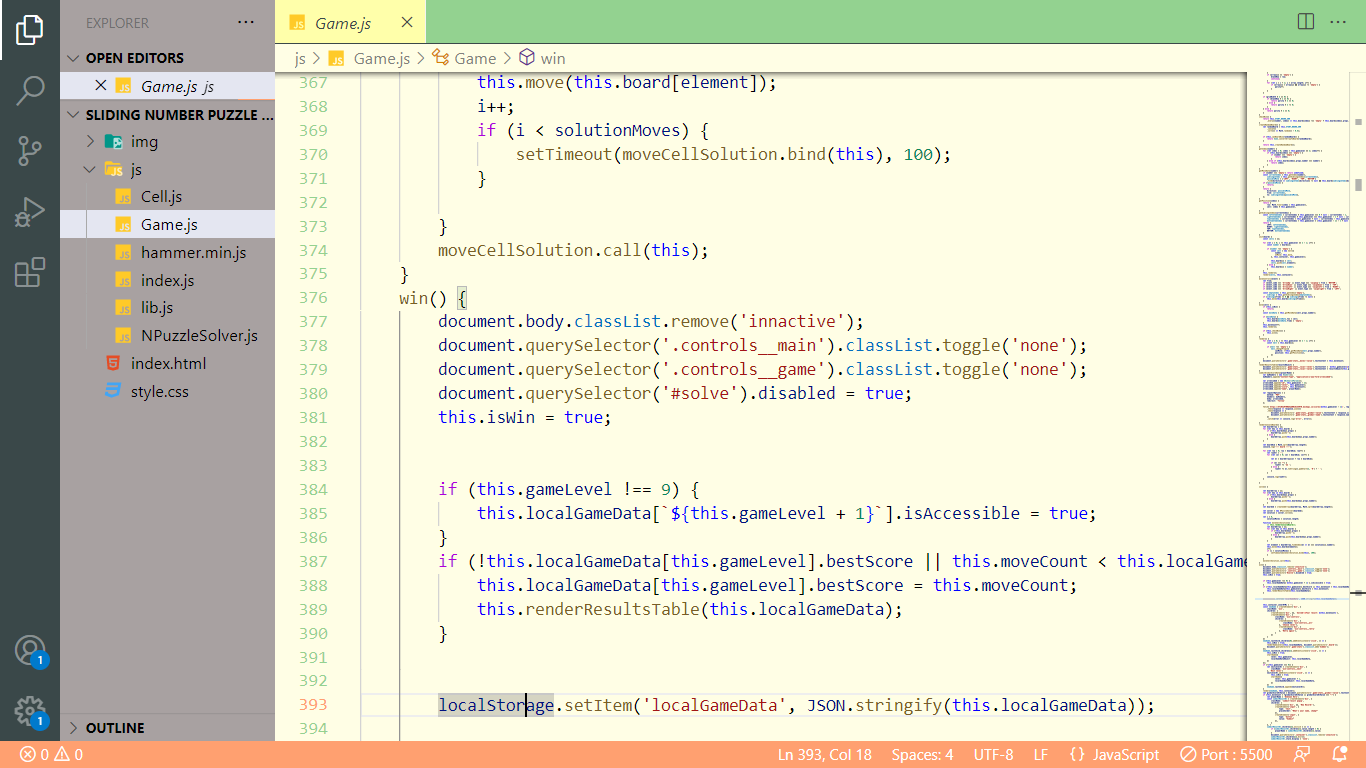 EXPLORER
OPEN EDITORS
Game.js js
SLIDING NUMBER PUZZLE ...
img
js
Cell.js
Game.js
hammer.min.js
index.js
lib.js
NPuzzleSolver.js
index.html
style.css
OUTLINE
1
1
Game.js
js > Game.js > Game > win
367 this.move(this.board[element]);
368 i++;
369 if (i < solutionMoves) {
370 setTimeout(moveCellSolution.bind(this), 100);
371 }
372
373 }
374 moveCellSolution.call(this);
375 }
376 win() {
377 document.body.classList.remove('innactive');
378 document.querySelector('.controls__main').classList.toggle('none');
379 document.querySelector('.controls__game').classList.toggle('none');
380 document.querySelector('#solve').disabled = true;
381 this.isWin = true;
382
383
384 if (this.gameLevel !== 9) {
385 this.localGameData[`${this.gameLevel + 1}`].isAccessible = true;
386 }
387 if (!this.localGameData[this.gameLevel].bestScore || this.moveCount < this.localGame
388 this.localGameData[this.gameLevel].bestScore = this.moveCount;
389 this.renderResultsTable(this.localGameData);
390 }
391
392
393 localStorage.setItem('localGameData', JSON.stringify(this.localGameData));
394
0 0 Ln 393, Col 18 Spaces: 4 UTF-8 LF {} JavaScript Port : 5500